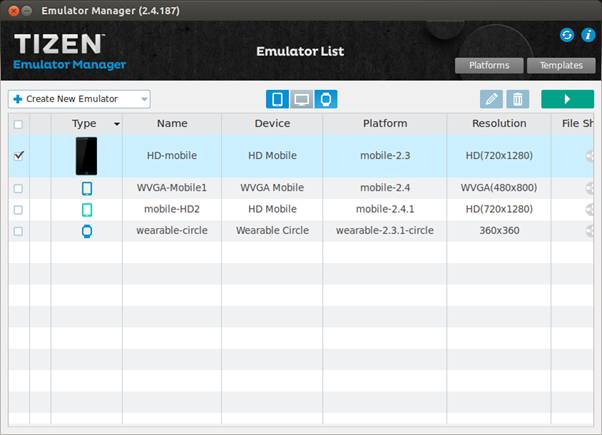 Emulator Manager (2.4.187)
TIZEN™
Emulator Manager
Emulator List
Platforms
Templates
Create New Emulator
Type Name Device Platform Resolution File Sh
HD-mobile HD Mobile mobile-2.3 HD(720x1280)
WVGA-Mobile1 WVGA Mobile mobile-2.4 WVGA(480x800)
mobile-HD2 HD Mobile mobile-2.4.1 HD(720x1280)
wearable-circle Wearable Circle wearable-2.3.1-circle 360x360